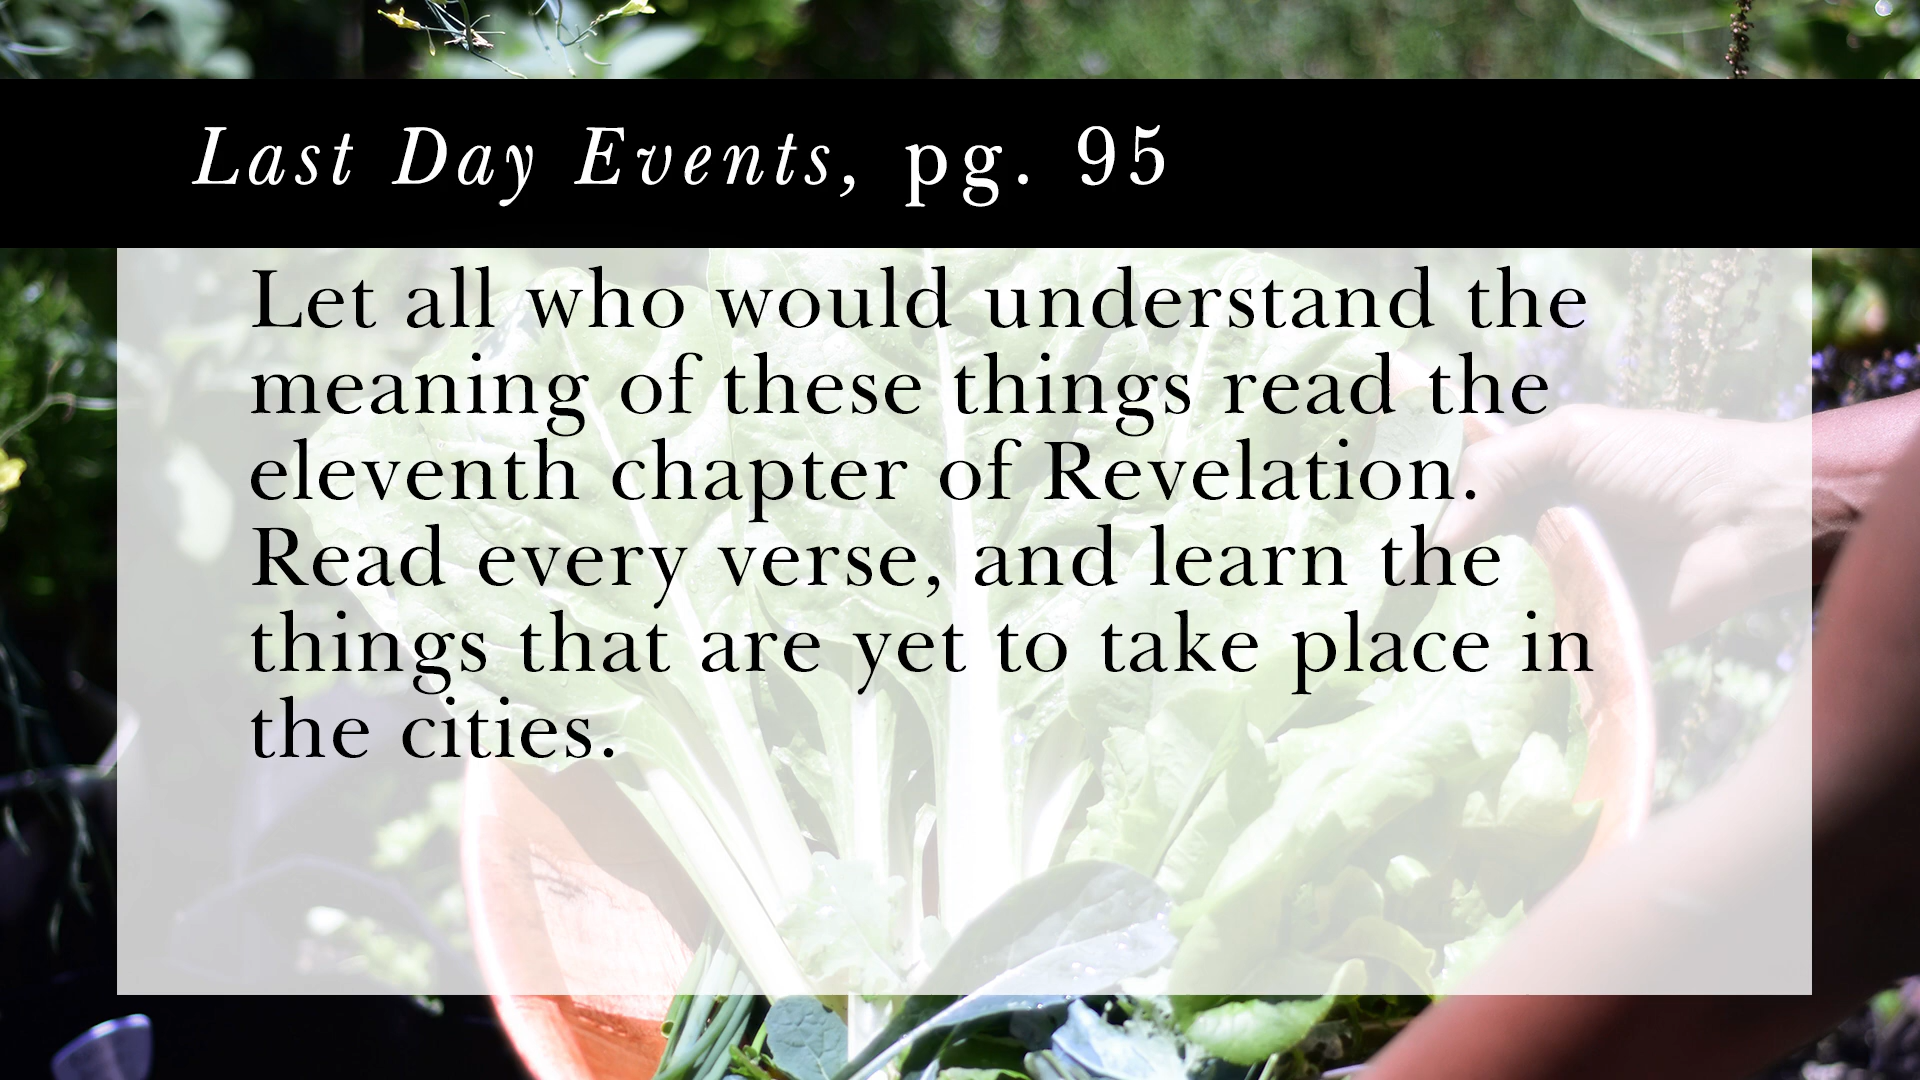 Last Day Events, pg. 95
Let all who would understand the
meaning of these things read the
eleventh chapter of Revelation.
Read every verse, and learn the
things that are yet to take place in
the cities.